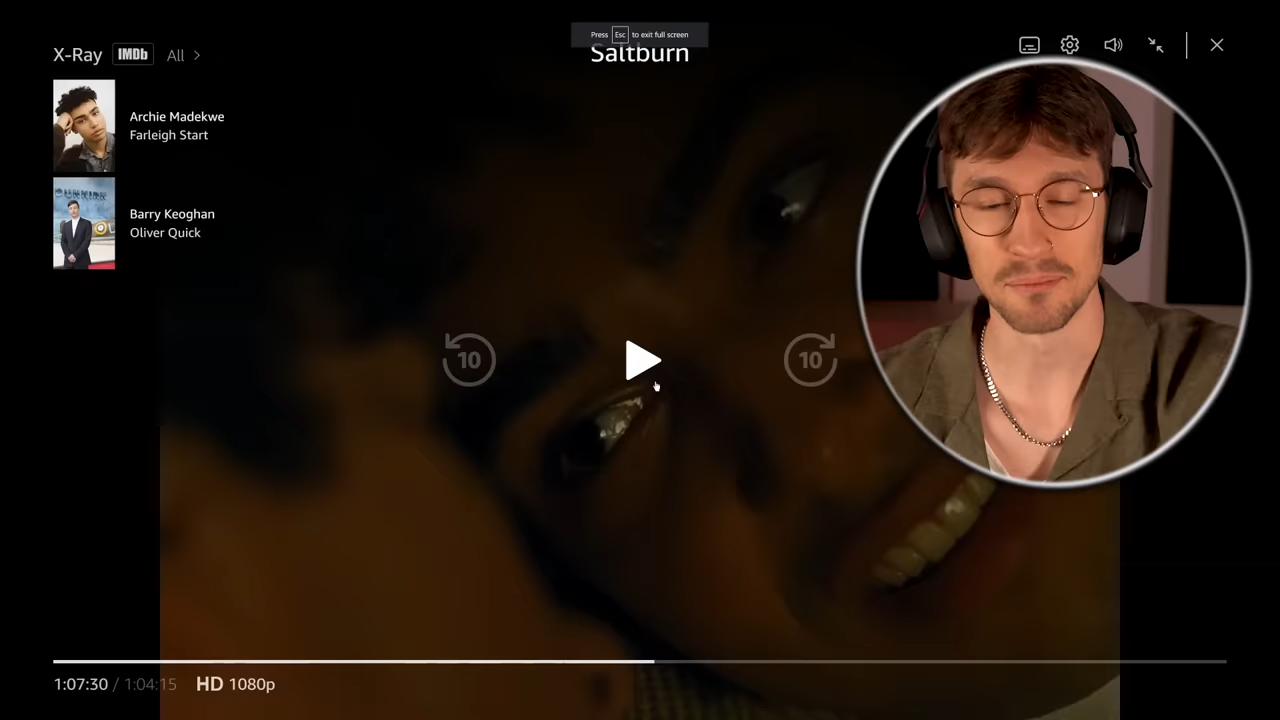 Press Esc to exit full screen
X-Ray IMDb All >
Saltburn
Archie Madekwe
Farleigh Start
Barry Keoghan
Oliver Quick
10
10
1:07:30 / 1:04:15 HD 1080p